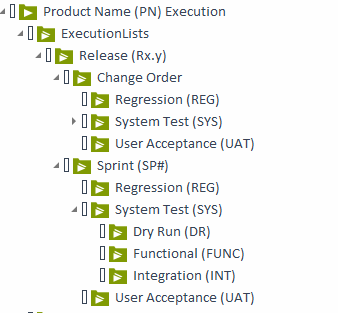 Product Name (PN) Execution
ExecutionLists
Release (Rx.y)
Change Order
Regression (REG)
System Test (SYS)
User Acceptance (UAT)
Sprint (SP#)
Regression (REG)
System Test (SYS)
Dry Run (DR)
Functional (FUNC)
Integration (INT)
User Acceptance (UAT)